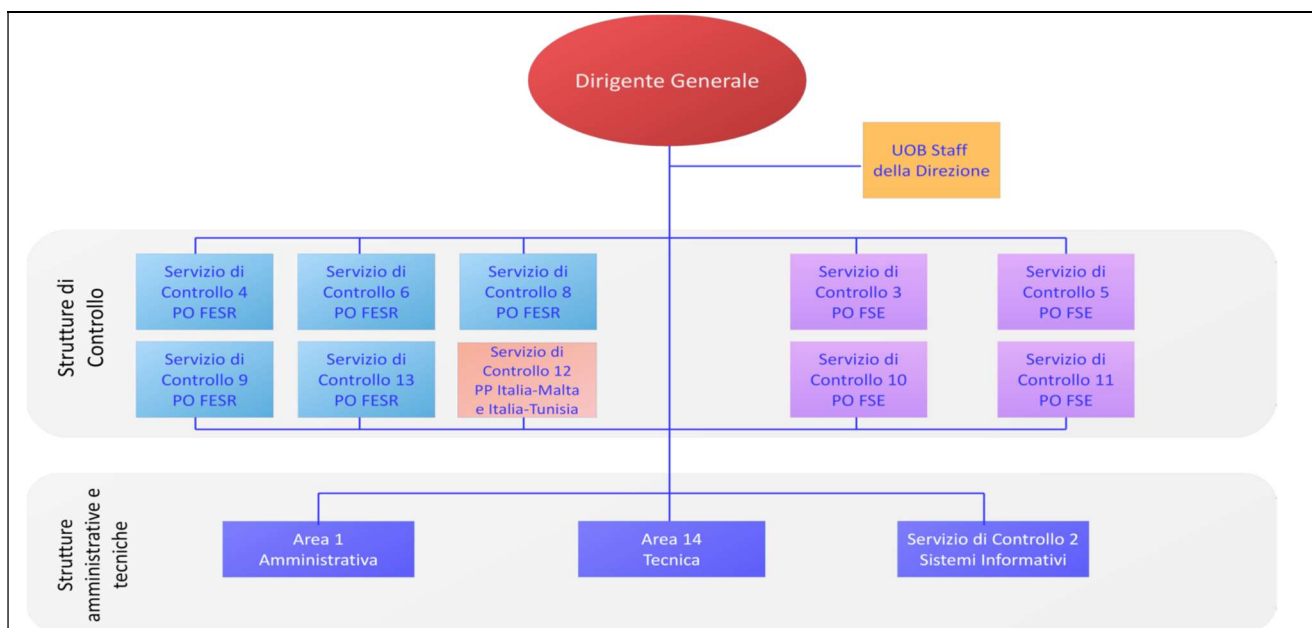 Dirigente Generale
UOB Staff
della Direzione
Strutture di
Controllo
Servizio di
Controllo 4
PO FESR
Servizio di
Controllo 6
PO FESR
Servizio di
Controllo 8
PO FESR
Servizio di
Controllo 3
PO FSE
Servizio di
Controllo 5
PO FSE
Servizio di
Controllo 9
PO FESR
Servizio di
Controllo 13
PO FESR
Servizio di
Controllo 12
PP Italia-Malta
e Italia-Tunisia
Servizio di
Controllo 10
PO FSE
Servizio di
Controllo 11
PO FSE
Strutture
amministrative e
tecniche
Area 1
Amministrativa
Area 14
Tecnica
Servizio di Controllo 2
Sistemi Informativi